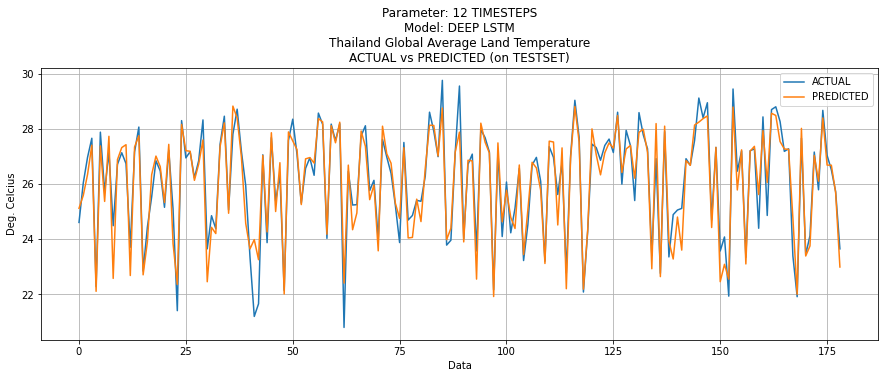 Parameter: 12 TIMESTEPS
Model: DEEP LSTM
Thailand Global Average Land Temperature
ACTUAL vs PREDICTED (on TESTSET)
ACTUAL
PREDICTED
Deg. Celcius
30
28
26
24
22
0
25
50
75
100
125
150
175
Data